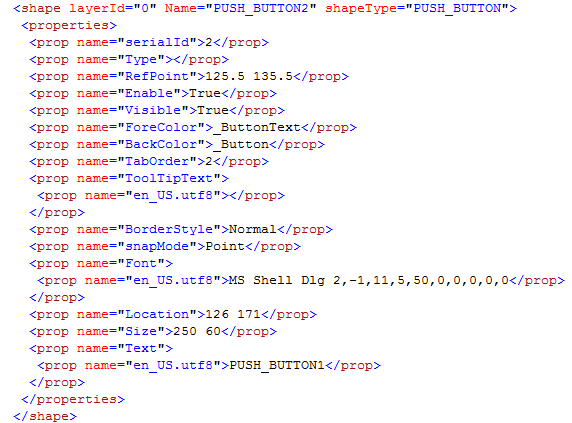 <shape layerId="0" Name="PUSH_BUTTON2" shapeType="PUSH_BUTTON">
<properties>
<prop name="serialId">2</prop>
<prop name="Type"></prop>
<prop name="RefPoint">125.5 135.5</prop>
<prop name="Enable">True</prop>
<prop name="Visible">True</prop>
<prop name="ForeColor">_ButtonText</prop>
<prop name="BackColor">_Button</prop>
<prop name="TabOrder">2</prop>
<prop name="ToolTipText">
<prop name="en_US.utf8"></prop>
</prop>
<prop name="BorderStyle">Normal</prop>
<prop name="snapMode">Point</prop>
<prop name="Font">
<prop name="en_US.utf8">MS Shell Dlg 2,-1,11,5,50,0,0,0,0,0</prop>
</prop>
<prop name="Location">126 171</prop>
<prop name="Size">250 60</prop>
<prop name="Text">
<prop name="en_US.utf8">PUSH_BUTTON1</prop>
</prop>
</properties>
</shape>